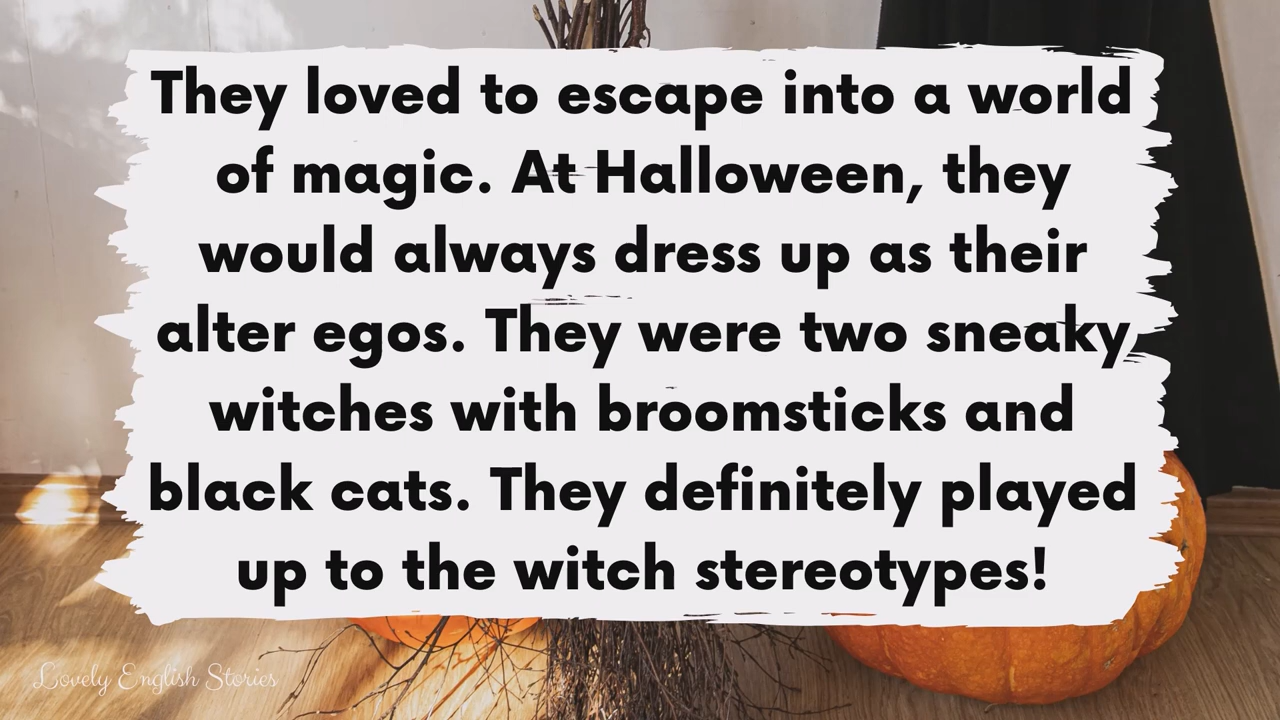 They loved to escape into a world
of magic. At Halloween, they
would always dress up as their
alter egos. They were two sneaky
witches with broomsticks and
black cats. They definitely played
up to the witch stereotypes!
Lovely English Stories